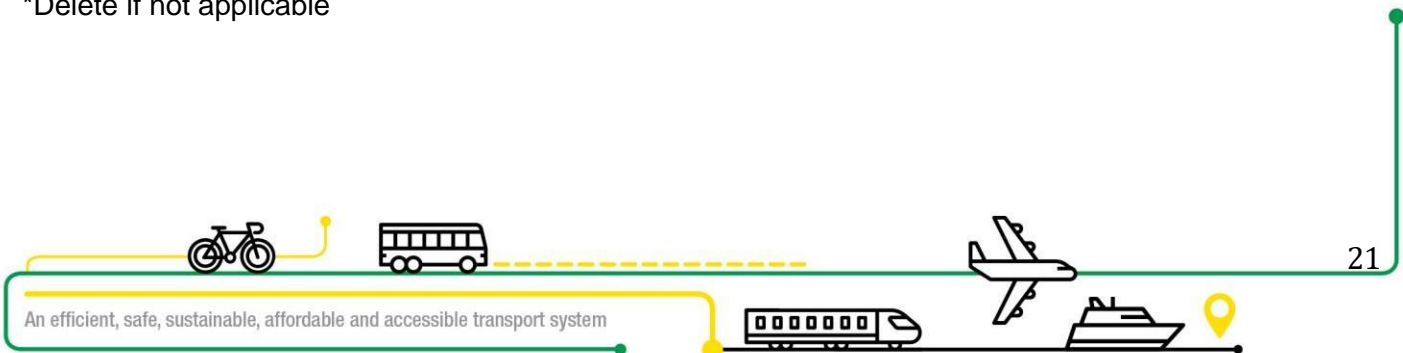 *Delete if not applicable
21
An efficient, safe, sustainable, affordable and accessible transport system